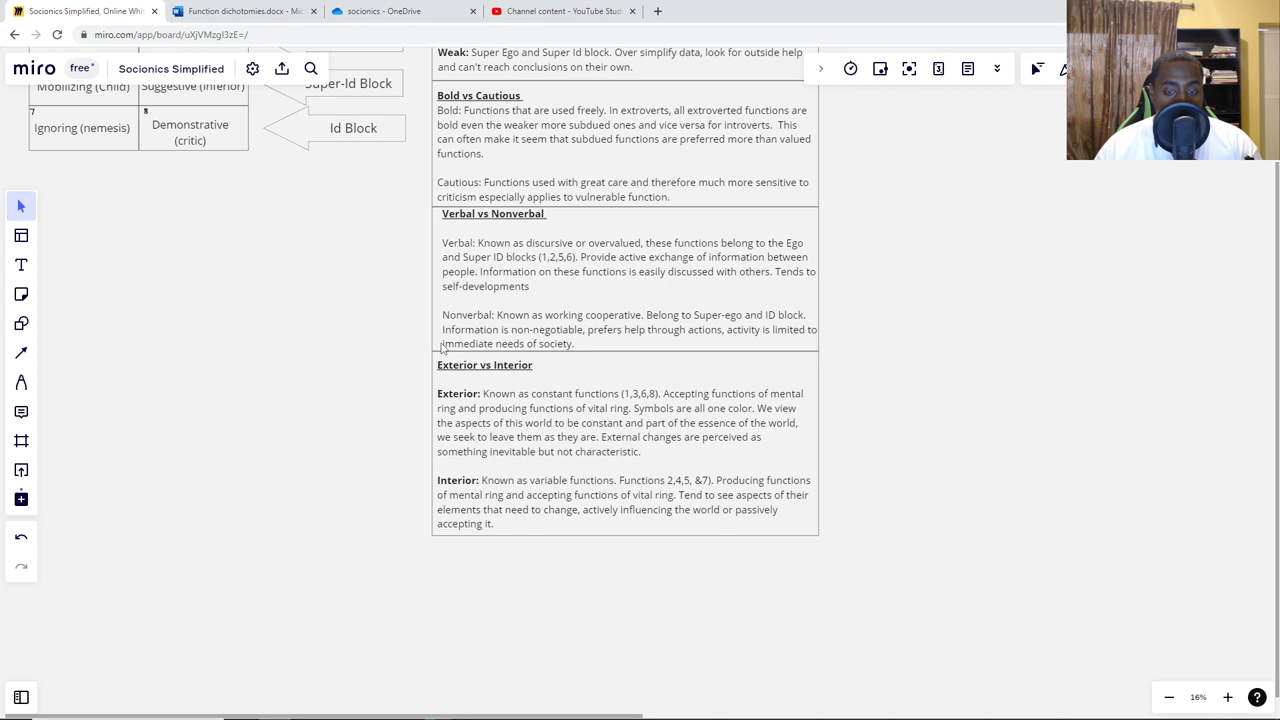 Socionics Simplified, Online Whit
Function dichotomies.docx - Mic
socionics - OneDrive
Channel content - YouTube Stud
miro.com/app/board/uXjVMzgI3zE=/
miro
free
Socionics Simplified
Mobilizing (Child)
Suggestive (Inferior)
Super-Id Block
7
Ignoring (nemesis)
8
Demonstrative
(critic)
Id Block
Weak: Super Ego and Super Id block. Over simplify data, look for outside help
and can't reach conclusions on their own.
Bold vs Cautious
Bold: Functions that are used freely. In extroverts, all extroverted functions are
bold even the weaker more subdued ones and vice versa for introverts. This
can often make it seem that subdued functions are preferred more than valued
functions.
Cautious: Functions used with great care and therefore much more sensitive to
criticism especially applies to vulnerable function.
Verbal vs Nonverbal
Verbal: Known as discursive or overvalued, these functions belong to the Ego
and Super ID blocks (1,2,5,6). Provide active exchange of information between
people. Information on these functions is easily discussed with others. Tends to
self-developments
Nonverbal: Known as working cooperative. Belong to Super-ego and ID block.
Information is non-negotiable, prefers help through actions, activity is limited to
immediate needs of society.
Exterior vs Interior
Exterior: Known as constant functions (1,3,6,8). Accepting functions of mental
ring and producing functions of vital ring. Symbols are all one color. We view
the aspects of this world to be constant and part of the essence of the world,
we seek to leave them as they are. External changes are perceived as
something inevitable but not characteristic.
Interior: Known as variable functions. Functions 2,4,5, &7). Producing functions
of mental ring and accepting functions of vital ring. Tend to see aspects of their
elements that need to change, actively influencing the world or passively
accepting it.
16%